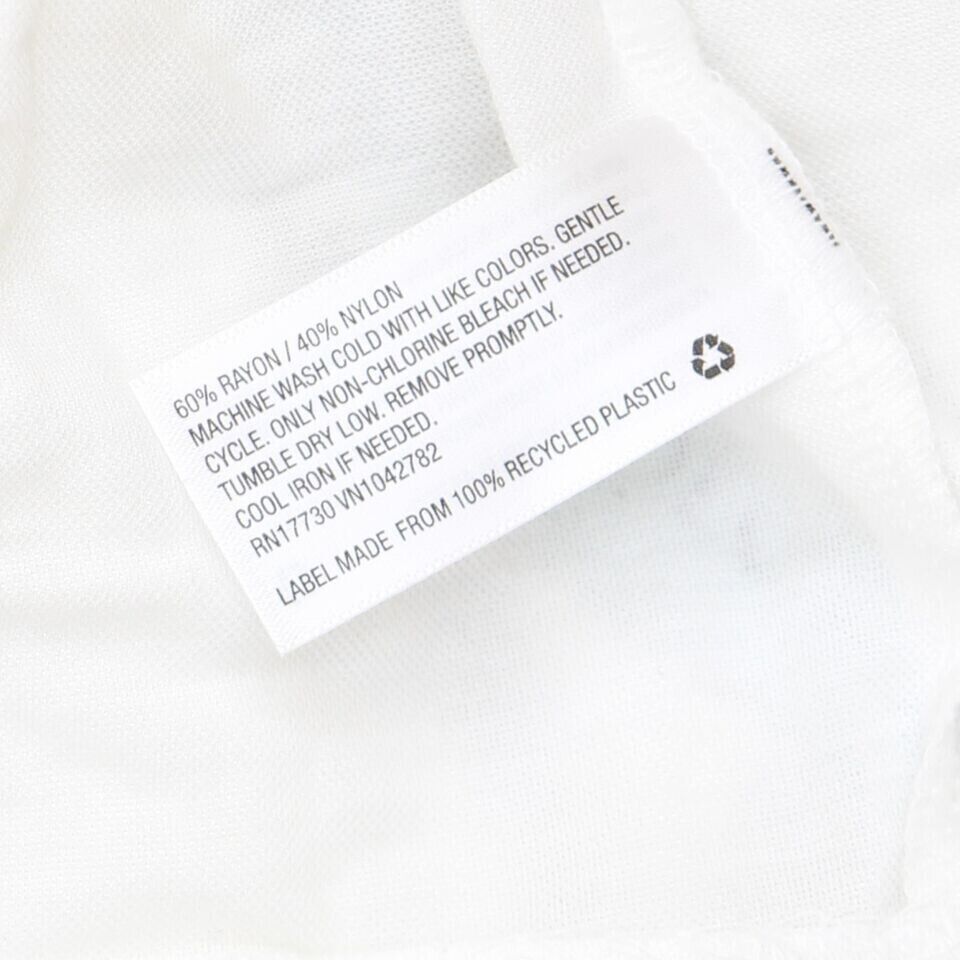 60% RAYON / 40% NYLON
MACHINE WASH COLD WITH LIKE COLORS. GENTLE
CYCLE. ONLY NON-CHLORINE BLEACH IF NEEDED.
TUMBLE DRY LOW. REMOVE PROMPTLY.
COOL IRON IF NEEDED.
RN17730 VN1042782
LABEL MADE FROM 100% RECYCLED PLASTIC